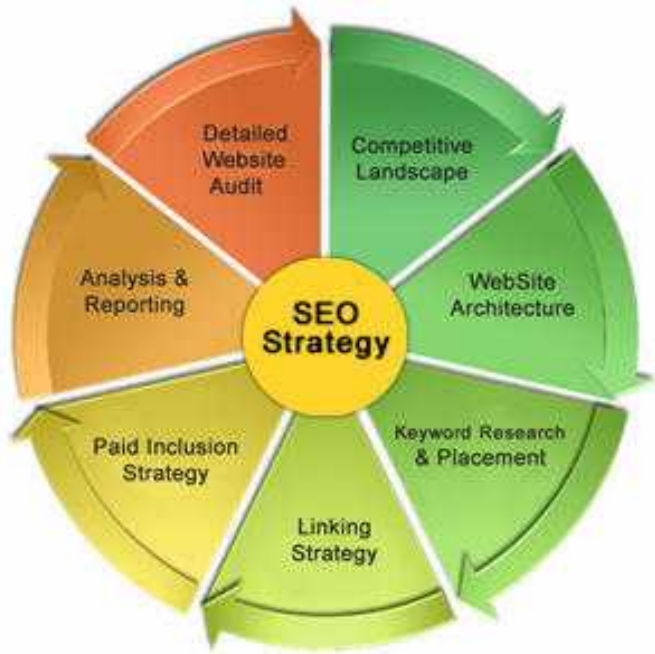 Detailed
Website
Audit
Competitive
Landscape
WebSite
Architecture
Keyword Research
& Placement
Linking
Strategy
Paid Inclusion
Strategy
Analysis &
Reporting
SEO
Strategy